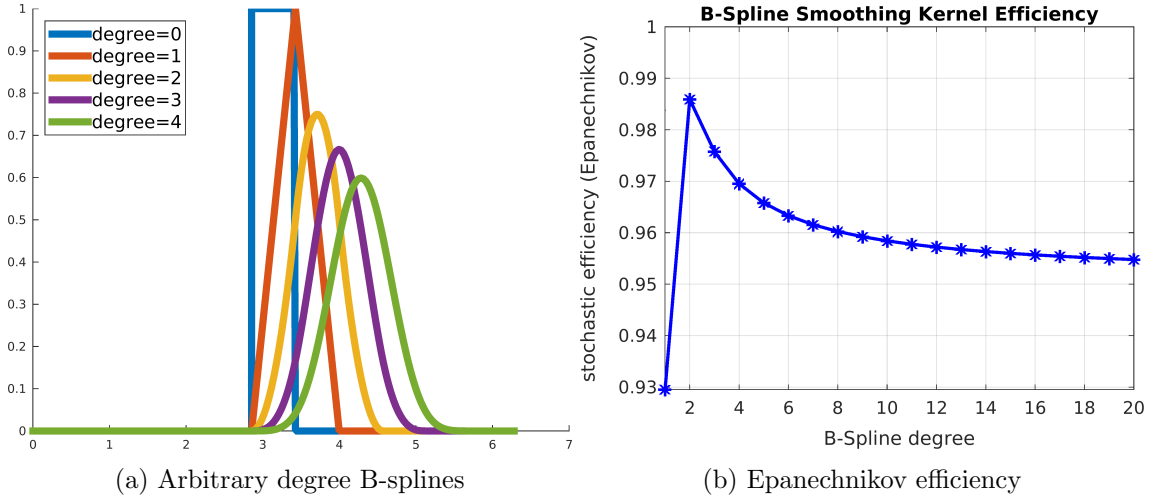 1
0.9
0.8
0.7
0.6
0.5
0.4
0.3
0.2
0.1
0
0 1 2 3 4 5 6 7
degree=0
degree=1
degree=2
degree=3
degree=4
(a) Arbitrary degree B-splines
B-Spline Smoothing Kernel Efficiency
stochastic efficiency (Epanechnikov)
1
0.99
0.98
0.97
0.96
0.95
0.94
0.93
2 4 6 8 10 12 14 16 18 20
B-Spline degree
(b) Epanechnikov efficiency